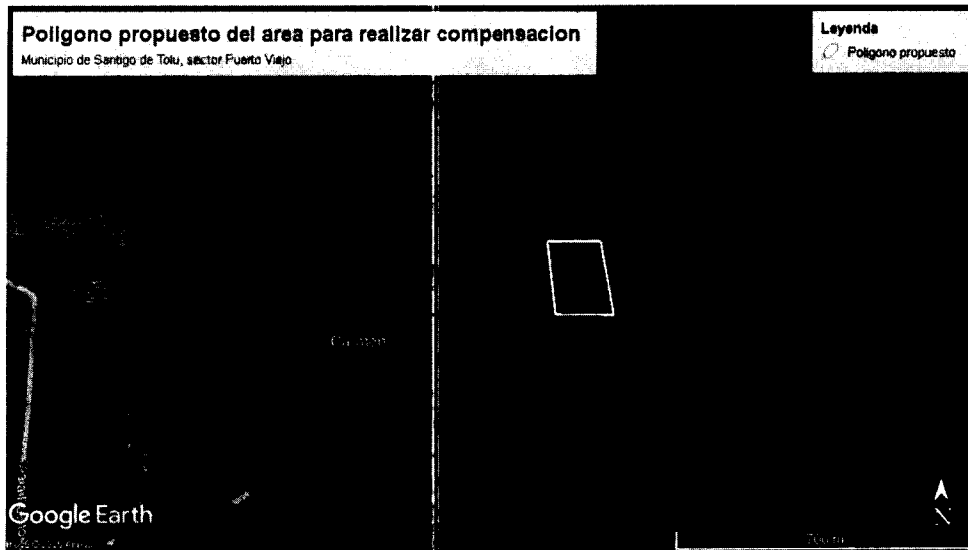 Poligono propuesto del area para realizar compensacion
Municipio de Santigo de Tolu, sector Puerto Viejo
Leyenda
Poligono propuesto
Google Earth